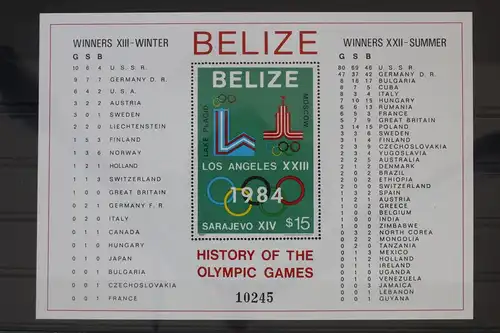 BELIZE
WINNERS XIII-WINTER
G S B
10 6 U.S.S.R.
9 7 7 GERMANY D. R.
6 4 2 U.S.A.
3 2 2 AUSTRIA
3 0 1 SWEDEN
2 2 LIECHTENSTEIN
1 5 3 FINLAND
1 3 6 NORWAY
1 2 1 HOLLAND
1 1 3 SWITZERLAND
1 0 0 GREAT BRITAIN
0 2 1 GERMANY F. R
0 2 0 ITALY
0 1 1 CANADA
0 1 0 HUNGARY
0 1 0 JAPAN
0 0 1 BULGARIA
0 0 1 CZECHOSLOVAKIA
0 0 1 FRANCE
BELIZE
LAKE PLACID
MOSCOW
LOS ANGELES XXIII
1984
SARAJEVO XIV
$15
HISTORY OF THE
OLYMPIC GAMES
10245
WINNERS XXII-SUMMER
G S B
80 69 46 U.S.S.R
47 37 42 GERMANY D.R.
8 16 17 BULGARIA
8 7 5 CUBA
8 3 4 ITALY
7 10 15 HUNGARY
6 6 13 RUMANIA
6 5 3 FRANCE
5 7 9 GREAT BRITAIN
3 14 15 POLAND
3 3 6 SWEDEN
3 1 4 FINLAND
2 3 9 CZECHOSLOVAKIA
2 3 4 YUGOSLAVIA
2 2 5 AUSTRALIA
2 1 2 DENMARK
2 0 2 BRAZIL
2 0 2 ETHIOPIA
2 0 0 SWITZERLAND
1 3 2 SPAIN
1 2 1 AUSTRIA
1 0 2 GREECE
1 0 0 BELGIUM
1 0 0 INDIA
1 0 0 ZIMBABWE
0 3 2 NORTH KOREA
0 2 2 MONGOLIA
0 2 TANZANIA
0 1 3 MEXICO
0 1 2 HOLLAND
0 1 1 IRELAND
0 1 0 UGANDA
0 1 0 VENEZUELA
0 0 3 JAMAICA
0 0 1 LEBANON
0 0 1 GUYANA